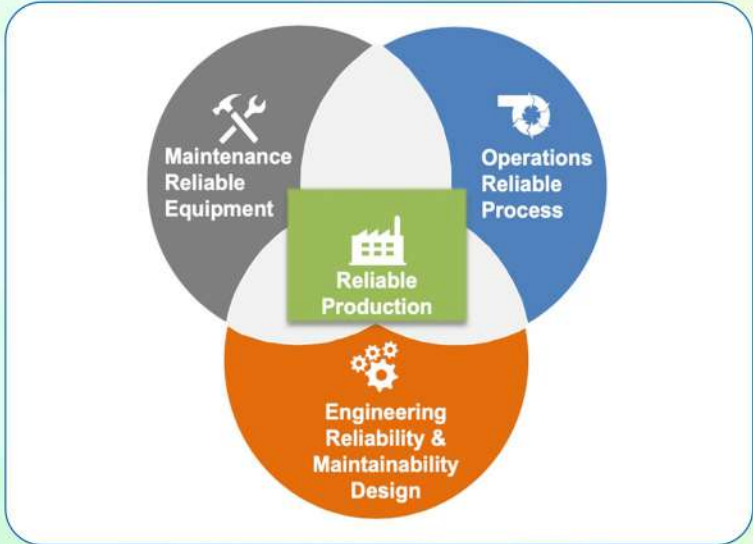 Maintenance
Reliable
Equipment
Operations
Reliable
Process
Reliable
Production
Engineering
Reliability &
Maintainability
Design